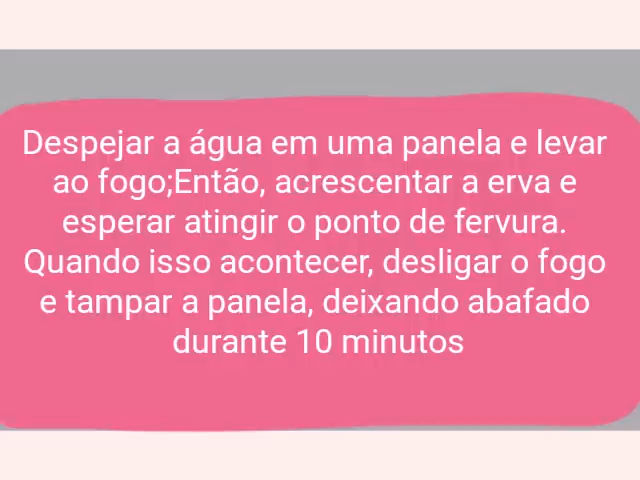 Despejar a água em uma panela e levar
ao fogo;Então, acrescentar a erva e
esperar atingir o ponto de fervura.
Quando isso acontecer, desligar o fogo
e tampar a panela, deixando abafado
durante 10 minutos